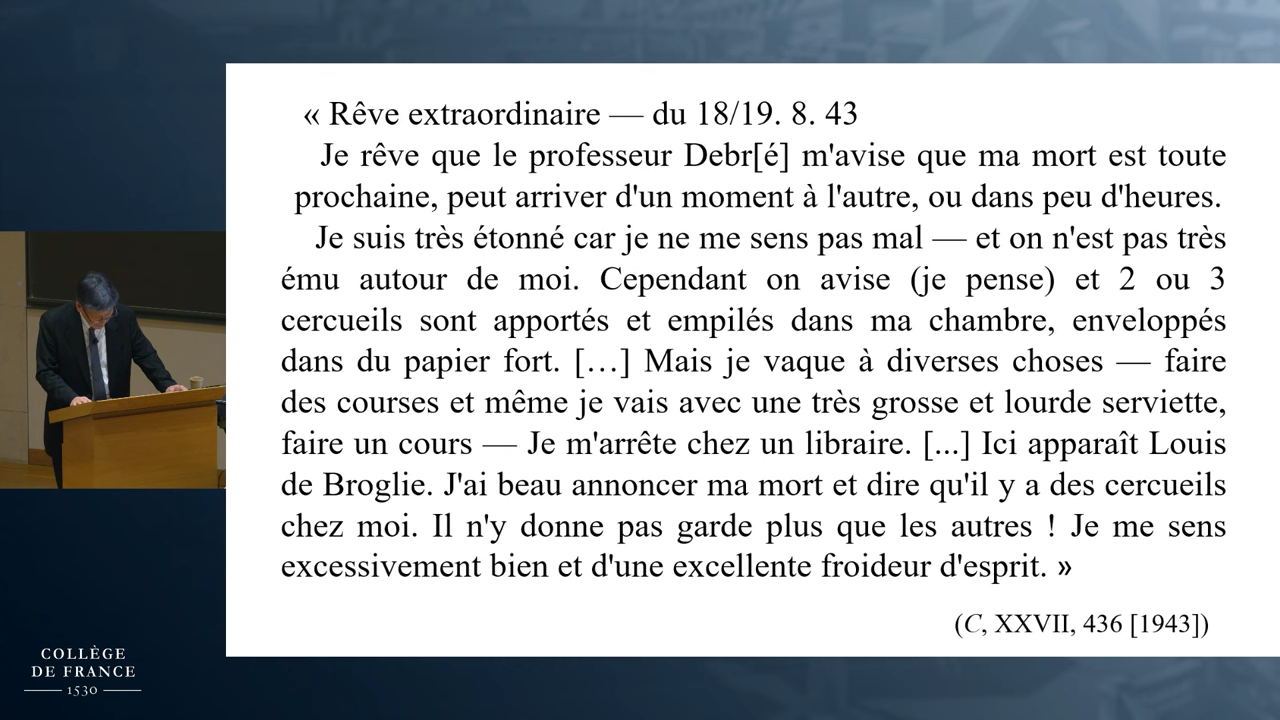 « Rêve extraordinaire — du 18/19. 8. 43
Je rêve que le professeur Debr[é] m'avise que ma mort est toute
prochaine, peut arriver d'un moment à l'autre, ou dans peu d'heures.
Je suis très étonné car je ne me sens pas mal — et on n'est pas très
ému autour de moi. Cependant on avise (je pense) et 2 ou 3
cercueils sont apportés et empilés dans ma chambre, enveloppés
dans du papier fort. […] Mais je vaque à diverses choses — faire
des courses et même je vais avec une très grosse et lourde serviette,
faire un cours — Je m'arrête chez un libraire. [...] Ici apparaît Louis
de Broglie. J'ai beau annoncer ma mort et dire qu'il y a des cercueils
chez moi. Il n'y donne pas garde plus que les autres ! Je me sens
excessivement bien et d'une excellente froideur d'esprit. »
(C, XXVII, 436 [1943])
COLLÈGE
DE FRANCE
1530